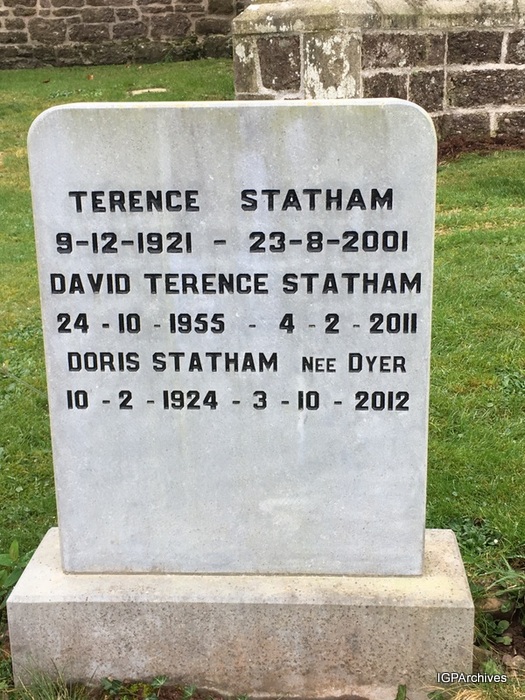 TERENCE STATHAM
9-12-1921 - 23-8-2001
DAVID TERENCE STATHAM
24 - 10 - 1955 - 4 - 2 - 2011
DORIS STATHAM NEE DYER
10 - 2 - 1924 - 3 - 10 - 2012
IGPArchives